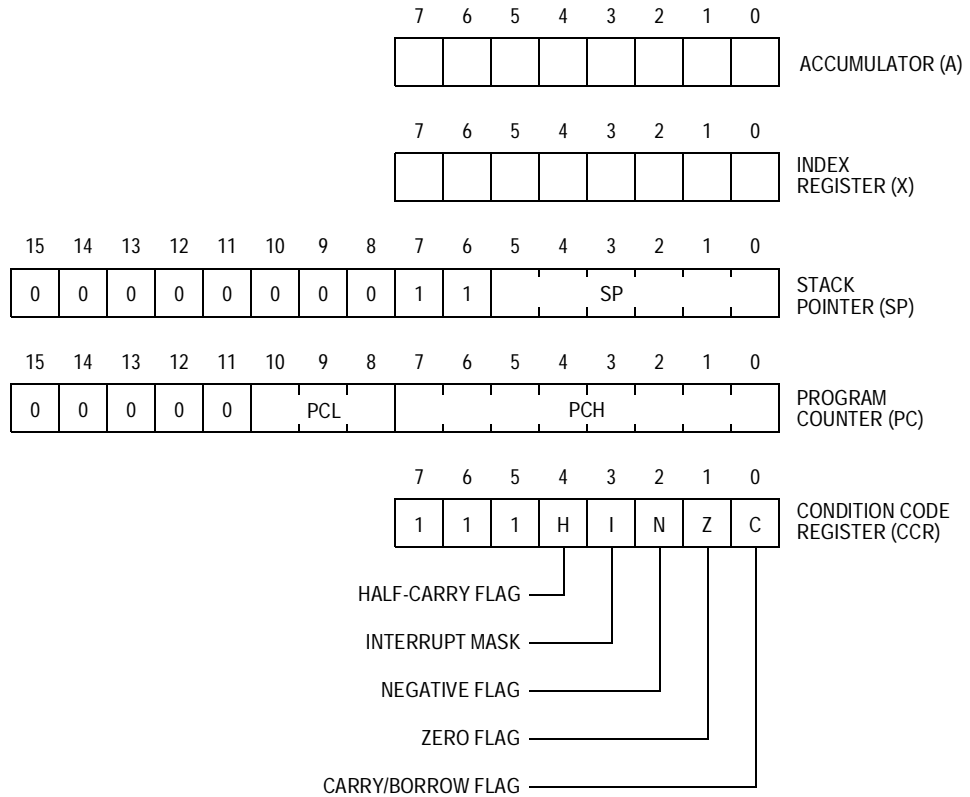 7 6 5 4 3 2 1 0
ACCUMULATOR (A)
7 6 5 4 3 2 1 0
INDEX
REGISTER (X)
15 14 13 12 11 10 9 8 7 6 5 4 3 2 1 0
0 0 0 0 0 0 0 0 1 1 SP
STACK
POINTER (SP)
15 14 13 12 11 10 9 8 7 6 5 4 3 2 1 0
0 0 0 0 0 PCL PCH
PROGRAM
COUNTER (PC)
7 6 5 4 3 2 1 0
1 1 1 H I N Z C
CONDITION CODE
REGISTER (CCR)
HALF-CARRY FLAG
INTERRUPT MASK
NEGATIVE FLAG
ZERO FLAG
CARRY/BORROW FLAG